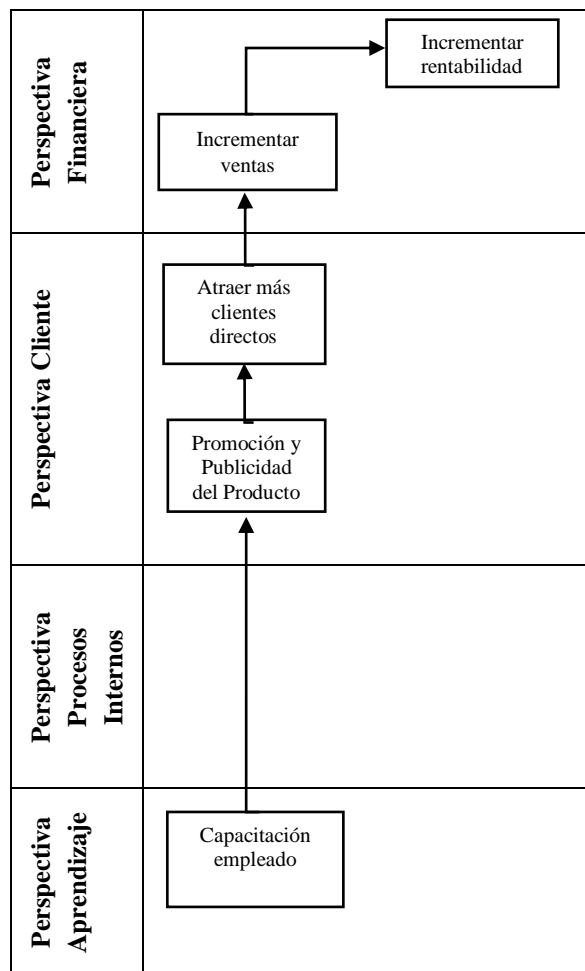 Perspectiva
Financiera
Incrementar
rentabilidad
Incrementar
ventas
Perspectiva Cliente
Atraer más
clientes
directos
Promoción y
Publicidad
del Producto
Perspectiva
Procesos
Internos
Perspectiva
Aprendizaje
Capacitación
empleado